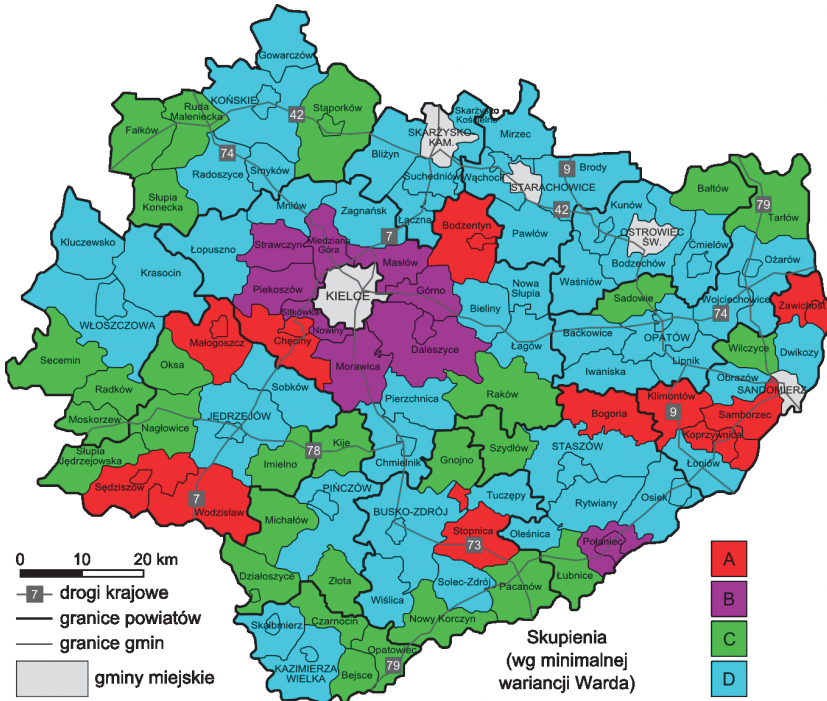 Gowarczów
KOŃSKIE
Ruda
Maleniecka
Stąporków
42
Fałków
74
Radoszyce
Smyków
Słupia
Konecka
Skarżysko
Kościelne
SKARŻYSKO-
KAM.
Bliżyn
Mirzec
Suchedniów
Wąchock
9
Brody
STARACHOWICE
42
Bałtów
79
Tarłów
Kunów
OSTROWIEC
ŚW.
Ćmielów
Mniów
Zagnańsk
Łączna
7
Bodzentyn
Pawłów
Bodzechów
Ożarów
Kluczewsko
Łopuszno
Strawczyn
Miedziana
Góra
Masłów
Krasocin
Piekoszów
KIELCE
Górno
Bieliny
Nowa
Słupia
Waśniów
Sadowie
Wojciechowice
74
Zawichost
WŁOSZCZOWA
Małogoszcz
Sitkówka
Nowiny
Chęciny
Morawica
Daleszyce
Łagów
Baćkowice
OPATÓW
Lipnik
Wilczyce
Dwikozy
Iwaniska
Obrazów
SANDOMIERZ
Secemin
Oksa
Radków
Sobków
Pierzchnica
Raków
Bogoria
Klimontów
9
Samborzec
Koprzywnica
Moskorzew
Nagłowice
JĘDRZEJÓW
78
Kije
Imielno
Chmielnik
Gnojno
Szydłów
STASZÓW
Łoniów
Słupia
Jędrzejowska
Sędziszów
7
Wodzisław
PIŃCZÓW
Michałów
BUSKO-ZDRÓJ
Tuczępy
Rytwiany
Osiek
Stopnica
73
Oleśnica
Połaniec
Działoszyce
Złota
Wiślica
Solec-Zdrój
Pacanów
Łubnice
Skalbmierz
Czarnocin
Nowy Korczyn
KAZIMIERZA
WIELKA
Opatowiec
79
Bejsce
0 10 20 km
7 drogi krajowe
granice powiatów
granice gmin
gminy miejskie
Skupienia
(wg minimalnej
wariancji Warda)
A
B
C
D